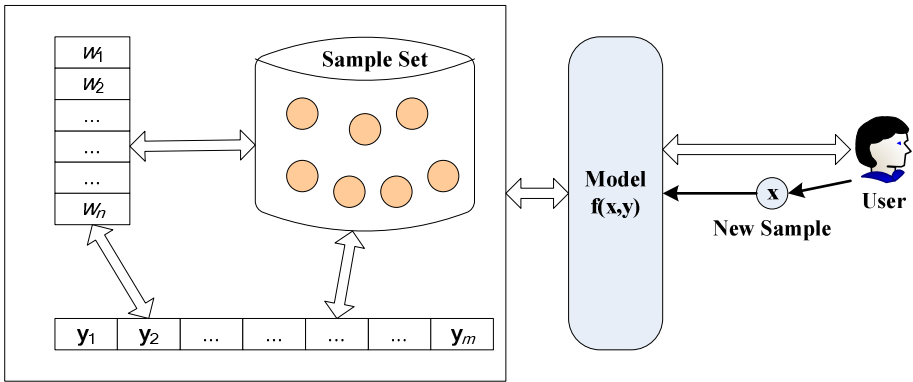 w1
w2
...
...
...
wn
Sample Set
y1 y2 ... ... ... ... ym
Model
f(x,y)
x
New Sample
User